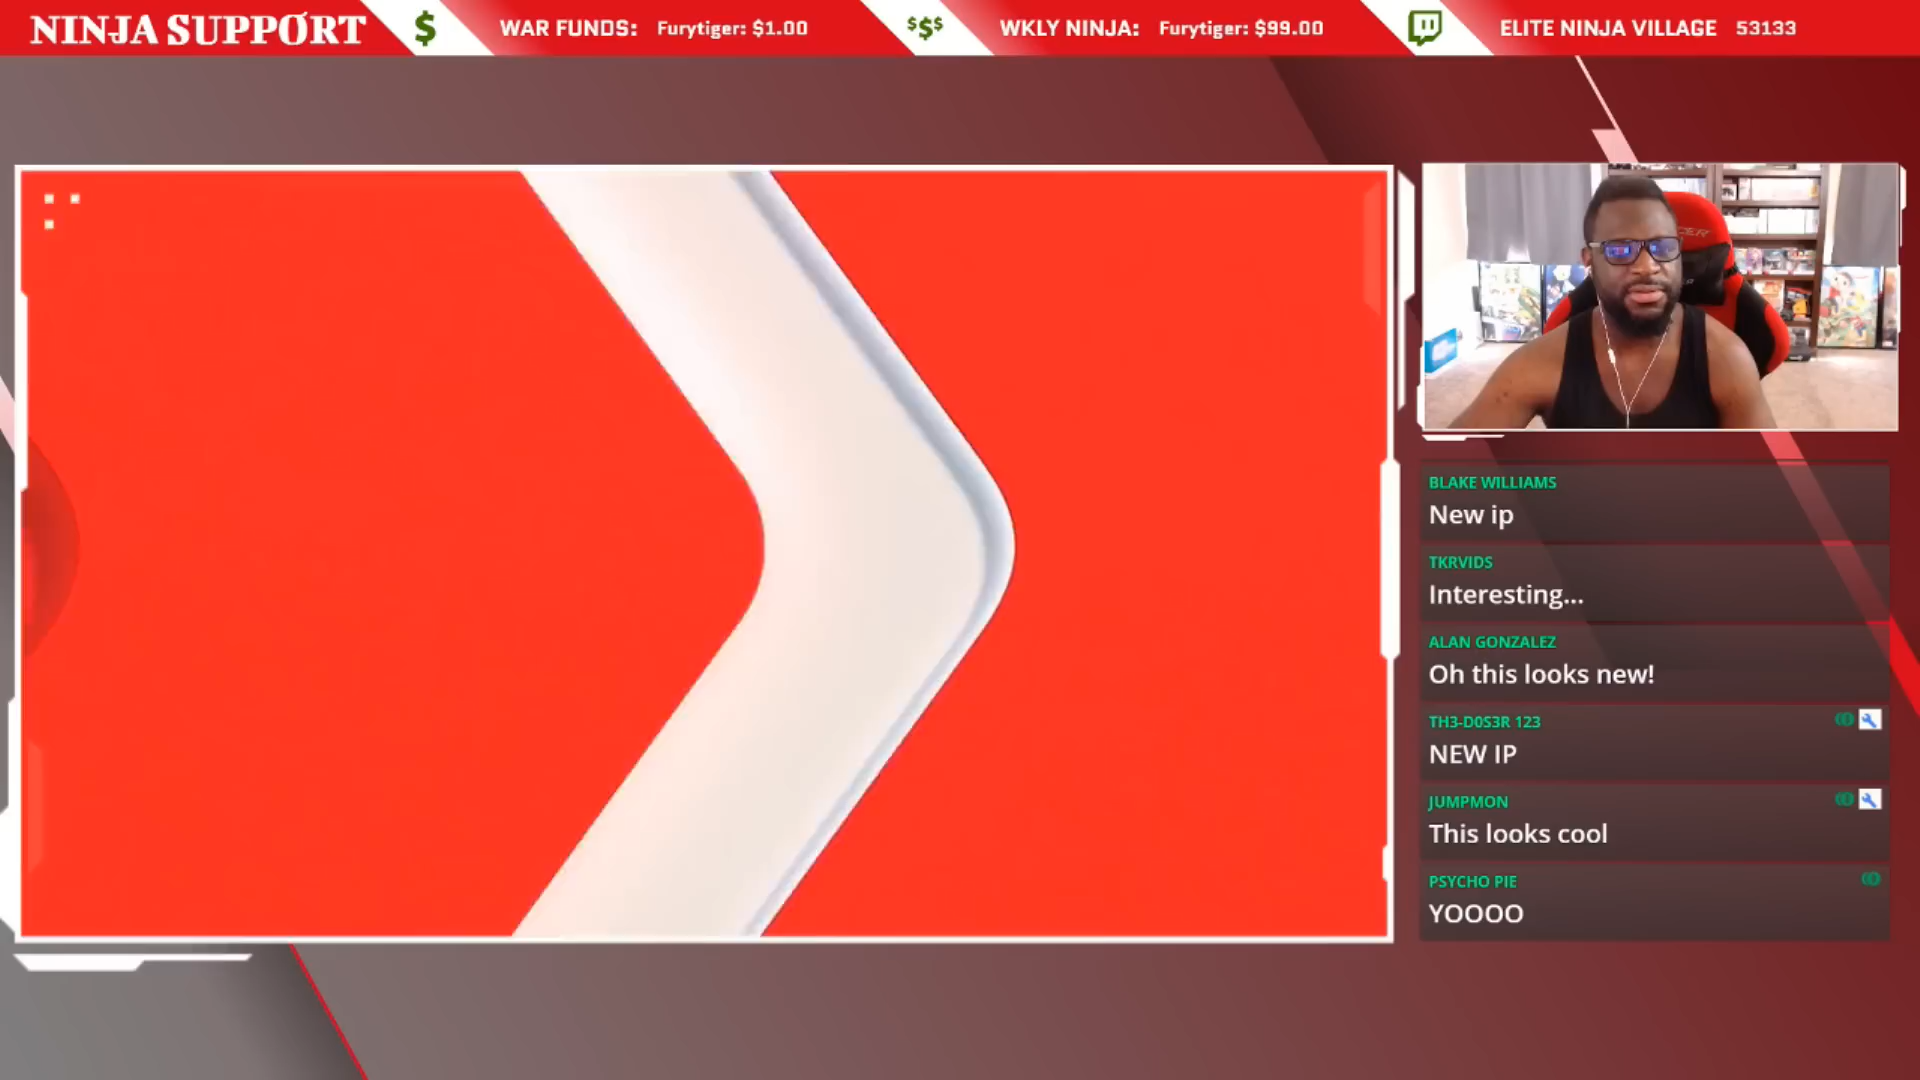 NINJA SUPPORT $ WAR FUNDS: Furytiger: $1.00 $$$ WKLY NINJA: Furytiger: $99.00 ELITE NINJA VILLAGE 53133
BLAKE WILLIAMS
New ip
TKRVIDS
Interesting...
ALAN GONZALEZ
Oh this looks new!
TH3-D0S3R 123
NEW IP
JUMPMON
This looks cool
PSYCHO PIE
YOOOO